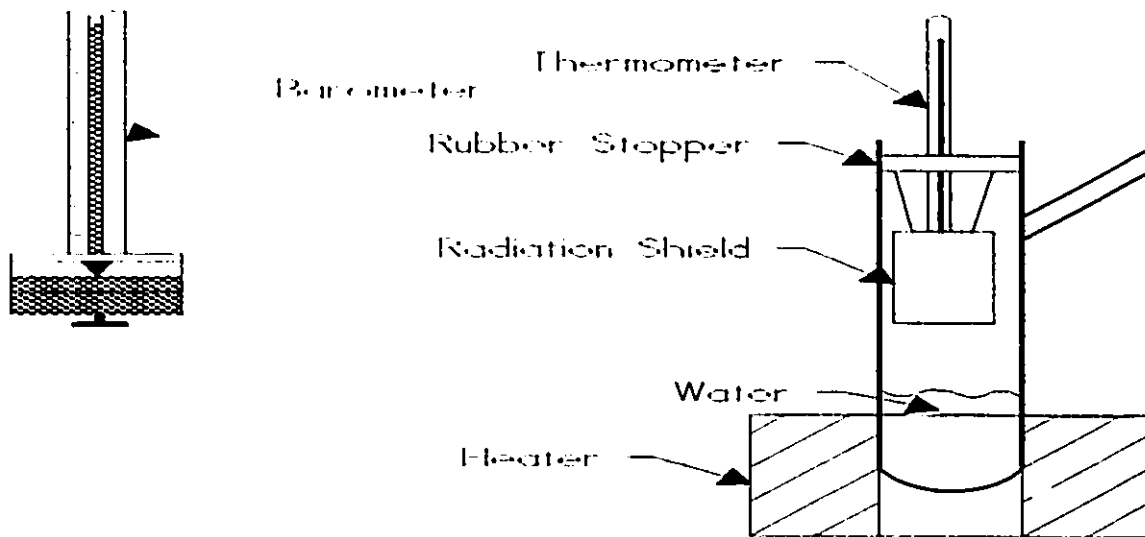 Thermometer
Barometer
Rubber Stopper
Radiation Shield
Water
Heater